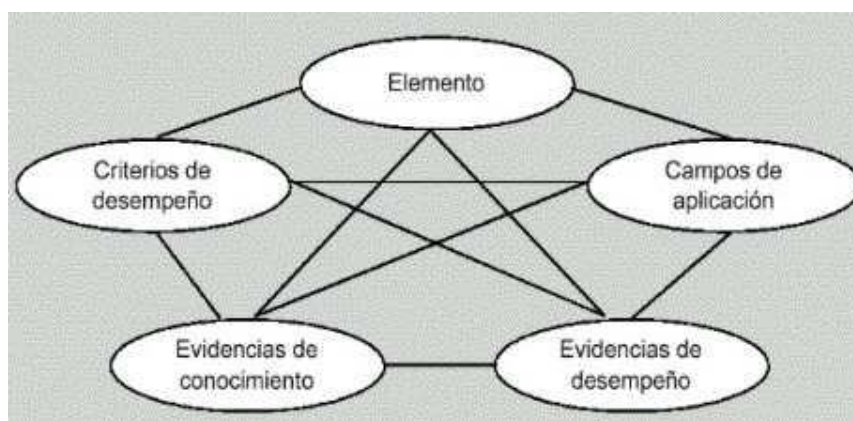 Elemento
Criterios de
desempeño
Campos de
aplicación
Evidencias de
conocimiento
Evidencias de
desempeño